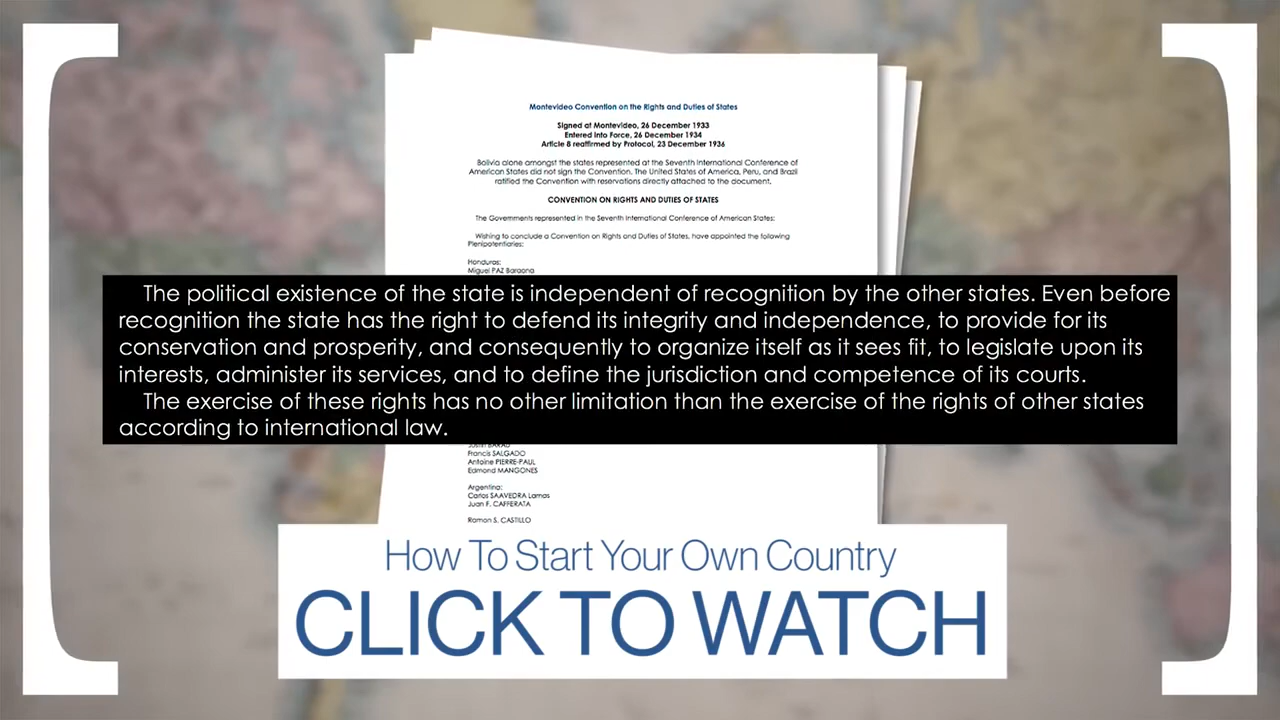 Montevideo Convention on the Rights and Duties of States
Signed at Montevideo, 26 December 1933
Entered into Force, 26 December 1934
Article 8 reaffirmed by Protocol, 23 December 1936
Bolivia alone amongst the states represented at the Seventh International Conference of
American States did not sign the Convention. The United States of America, Peru, and Brazil
ratified the Convention with reservations directly attached to the document.
CONVENTION ON RIGHTS AND DUTIES OF STATES
The Governments represented in the Seventh International Conference of American States:
Wishing to conclude a Convention on Rights and Duties of States, have appointed the following
Plenipotentiaries:
Honduras:
Miguel PAZ Baraona
The political existence of the state is independent of recognition by the other states. Even before
recognition the state has the right to defend its integrity and independence, to provide for its
conservation and prosperity, and consequently to organize itself as it sees fit, to legislate upon its
interests, administer its services, and to define the jurisdiction and competence of its courts.
The exercise of these rights has no other limitation than the exercise of the rights of other states
according to international law.
Francis SALGADO
Antoine PIERRE-PAUL
Edmond MANGONES
Argentina:
Carlos SAAVEDRA Lamas
Juan F. CAFFERATA
Ramon S. CASTILLO
How To Start Your Own Country
CLICK TO WATCH